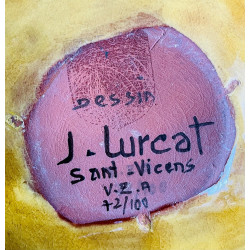 Dessin
J. Lurcat
Sant-Vicens
V.Z.A
72/100